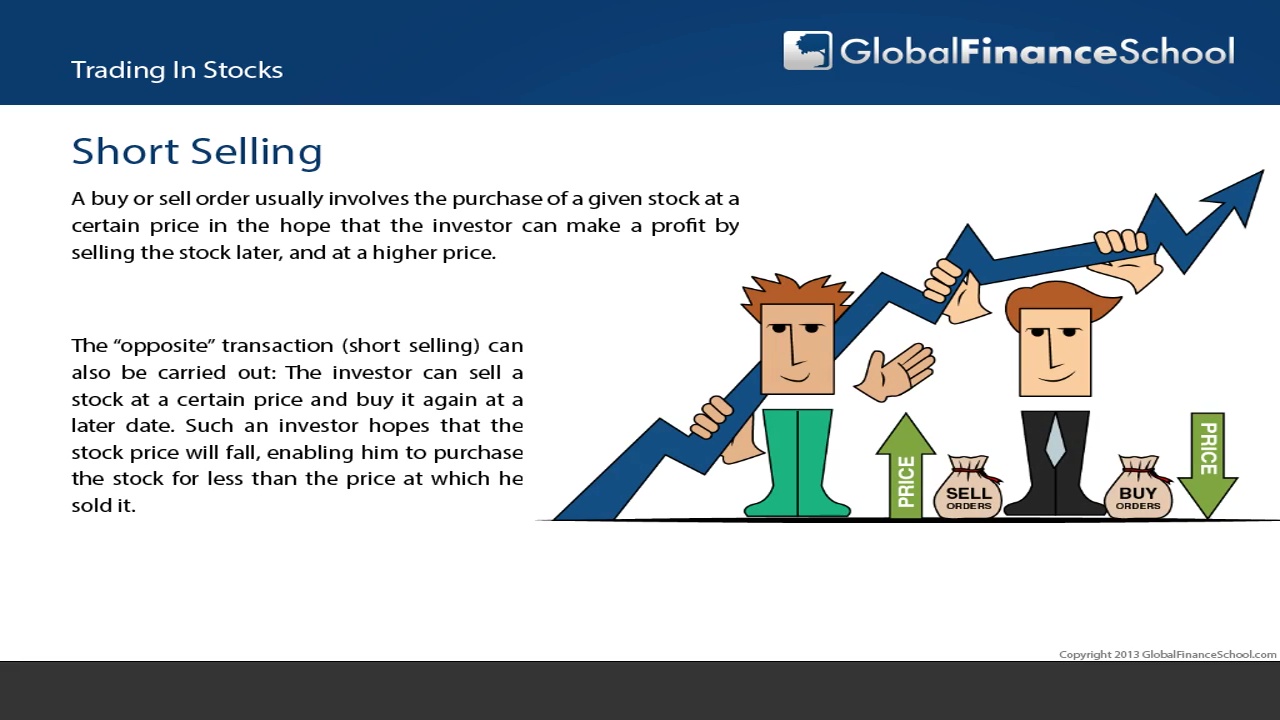 Trading In Stocks
GlobalFinanceSchool
Short Selling
A buy or sell order usually involves the purchase of a given stock at a
certain price in the hope that the investor can make a profit by
selling the stock later, and at a higher price.
The “opposite” transaction (short selling) can
also be carried out: The investor can sell a
stock at a certain price and buy it again at a
later date. Such an investor hopes that the
stock price will fall, enabling him to purchase
the stock for less than the price at which he
sold it.
PRICE
SELL
ORDERS
BUY
ORDERS
PRICE
Copyright 2013 GlobalFinanceSchool.com